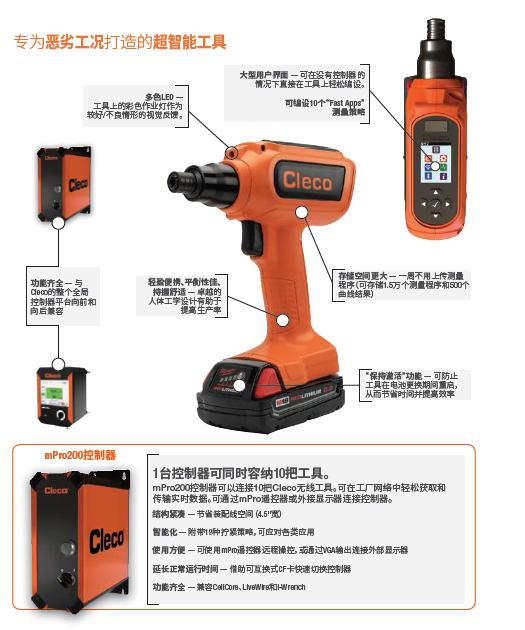 专为恶劣工况打造的超智能工具
大型用户界面 — 可在没有控制器的
情况下直接在工具上轻松编设。
可编设10个"Fast Apps"
测量策略
多色LED —
工具上的彩色作业灯作为
较好/不良情形的视觉反馈。
Cleco
Cleco
Cleco
功能齐全 — 与
Cleco的整个全局
控制器平台向前和
向后兼容
轻盈便携、平衡性佳、
持握舒适 — 卓越的
人体工学设计有助于
提高生产率
存储空间更大 — 一周不用上传测量
程序 (可存储1.5万个测量程序和500个
曲线结果)
"保持激活"功能 — 可防止
工具在电池更换期间重启,
从而节省时间并提高效率
Milwaukee
M18 REDLITHIUM
mPro200控制器
Cleco
Cleco
1台控制器可同时容纳10把工具。
mPro200控制器可以连接10把Cleco无线工具。可在工厂网络中轻松获取和
传输实时数据。可通过mPro遥控器或外接显示器连接控制器。
结构紧凑 — 节省装配线空间 (4.5"宽)
智能化 — 附带19种拧紧策略, 可应对各类应用
使用方便 — 可使用mPro遥控器远程操控, 或通过VGA输出连接外部显示器
延长正常运行时间 — 借助可互换式CF卡快速切换控制器
功能齐全 — 兼容CellCore、LiveWire和I-Wrench